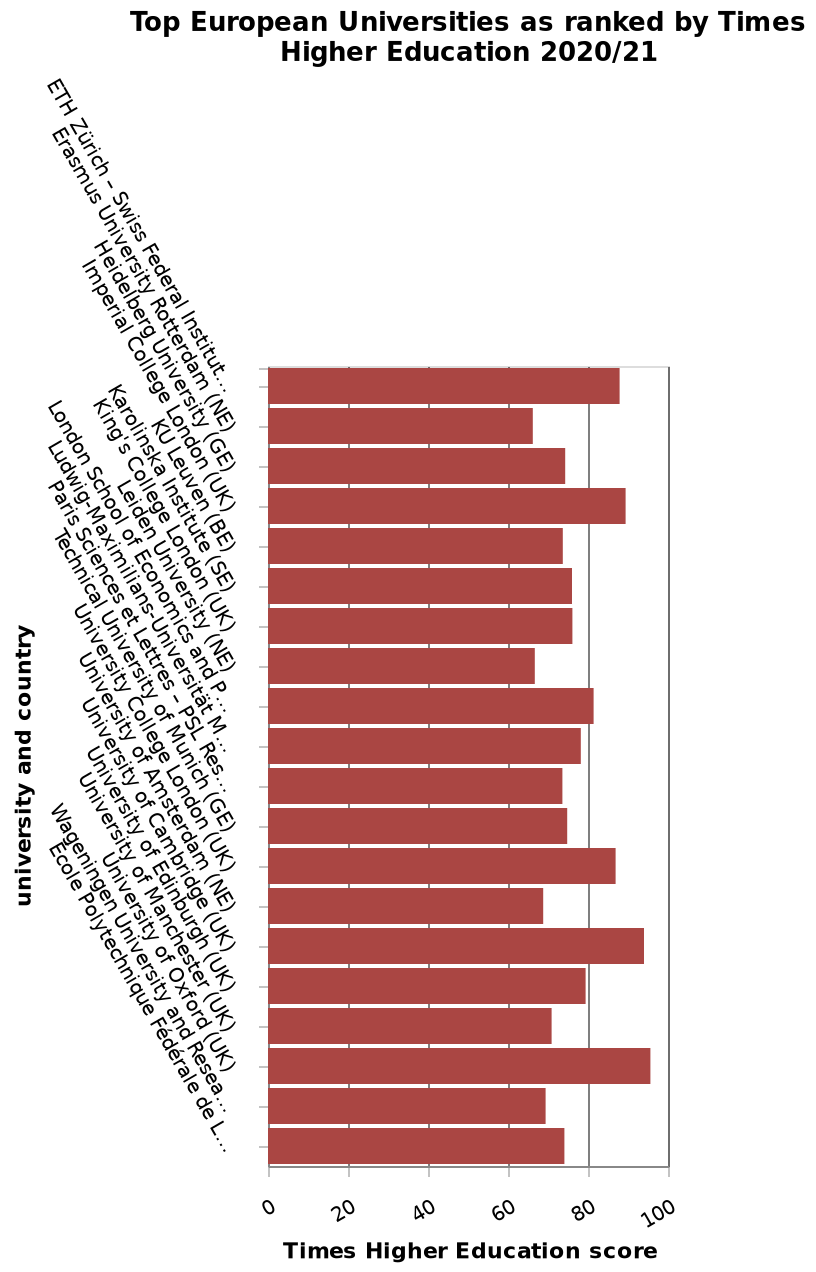 Top European Universities as ranked by Times
Higher Education 2020/21
ETH Zürich – Swiss Federal Institut…
Erasmus University Rotterdam (NE)
Heidelberg University (GE)
Imperial College London (UK)
KU Leuven (BE)
Karolinska Institute (SE)
King's College London (UK)
Leiden University (NE)
London School of Economics and P…
Ludwig-Maximilians-Universität M…
Paris Sciences et Lettres – PSL Res…
Technical University of Munich (GE)
University College London (UK)
University of Amsterdam (NE)
University of Cambridge (UK)
University of Edinburgh (UK)
University of Manchester (UK)
University of Oxford (UK)
Wageningen University and Resea…
École Polytechnique Fédérale de L…
university and country
0
20
40
60
80
100
Times Higher Education score